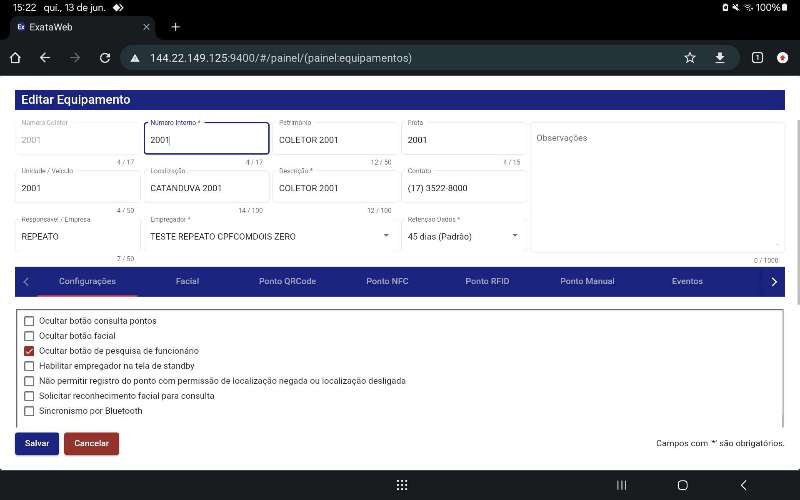 15:22 qui., 13 de jun.
100%
Ex ExataWeb
144.22.149.125:9400/#/painel/(painel:equipamentos)
1
Editar Equipamento
Número Coletor
2001
4 / 17
Número Interno *
2001
4 / 17
Patrimônio
COLETOR 2001
12 / 50
Frota
2001
4 / 15
Observações
0 / 1000
Unidade / Veículo
2001
4 / 50
Localização
CATANDUVA 2001
14 / 100
Descrição *
COLETOR 2001
12 / 100
Contato
(17) 3522-8000
Responsável / Empresa
REPEATO
7 / 50
Empregador *
TESTE REPEATO CPFCOMDOIS ZERO
Retenção Dados *
45 dias (Padrão)
Configurações Facial Ponto QRCode Ponto NFC Ponto RFID Ponto Manual Eventos
Ocultar botão consulta pontos
Ocultar botão facial
Ocultar botão de pesquisa de funcionário
Habilitar empregador na tela de standby
Não permitir registro do ponto com permissão de localização negada ou localização desligada
Solicitar reconhecimento facial para consulta
Sincronismo por Bluetooth
Salvar Cancelar
Campos com '*' são obrigatórios.